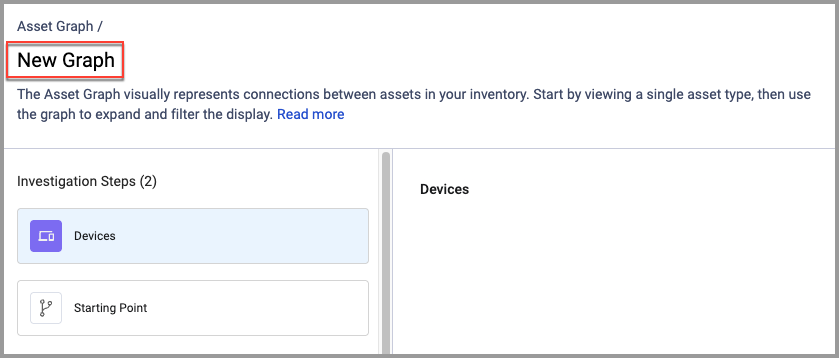 Asset Graph /
New Graph
The Asset Graph visually represents connections between assets in your inventory. Start by viewing a single asset type, then use
the graph to expand and filter the display. Read more
Investigation Steps (2)
Devices
Starting Point
Devices